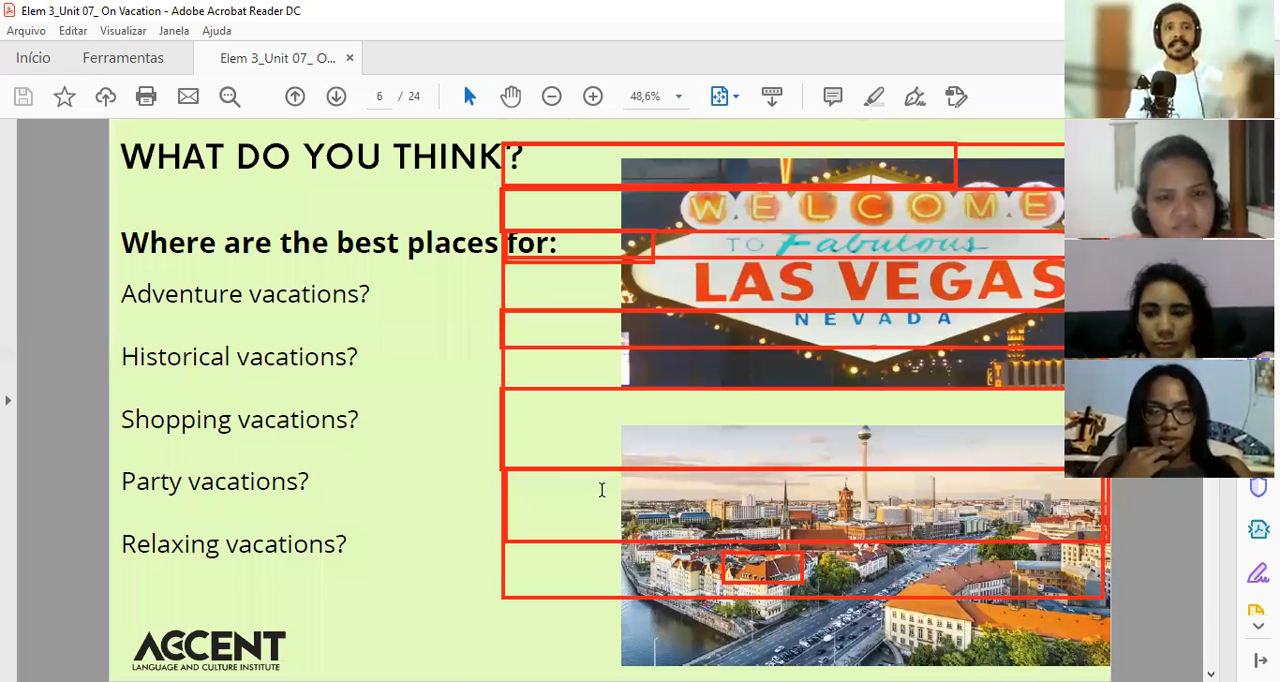 Elem 3_Unit 07_ On Vacation - Adobe Acrobat Reader DC
Arquivo Editar Visualizar Janela Ajuda
Início Ferramentas Elem 3_Unit 07_ O... ×
6 / 24 48,6%
WHAT DO YOU THINK?
Where are the best places for:
Adventure vacations?
Historical vacations?
Shopping vacations?
Party vacations?
Relaxing vacations?
ACCENT
LANGUAGE AND CULTURE INSTITUTE
WELCOME
TO Fabulous
LAS VEGAS
NEVADA